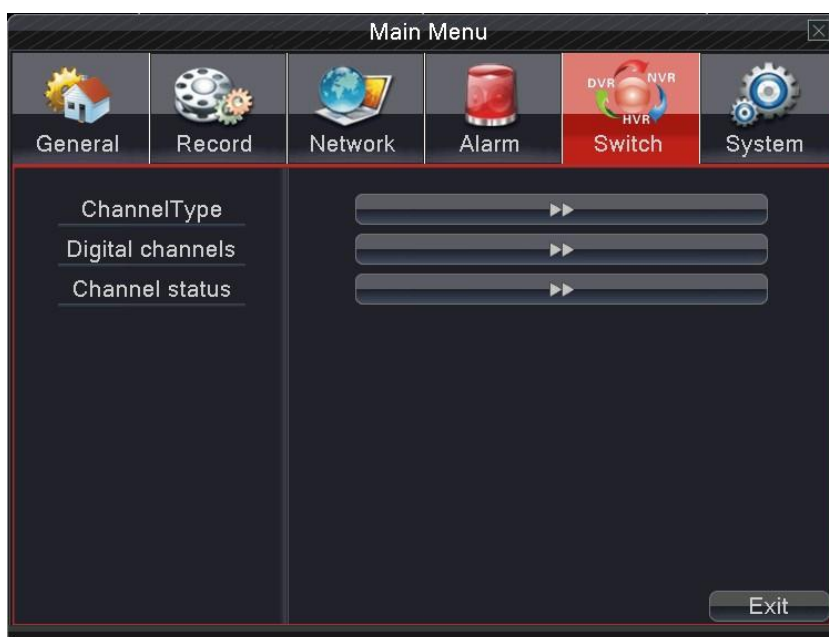 Main Menu
DVR NVR
HVR
General Record Network Alarm Switch System
ChannelType
Digital channels
Channel status
Exit